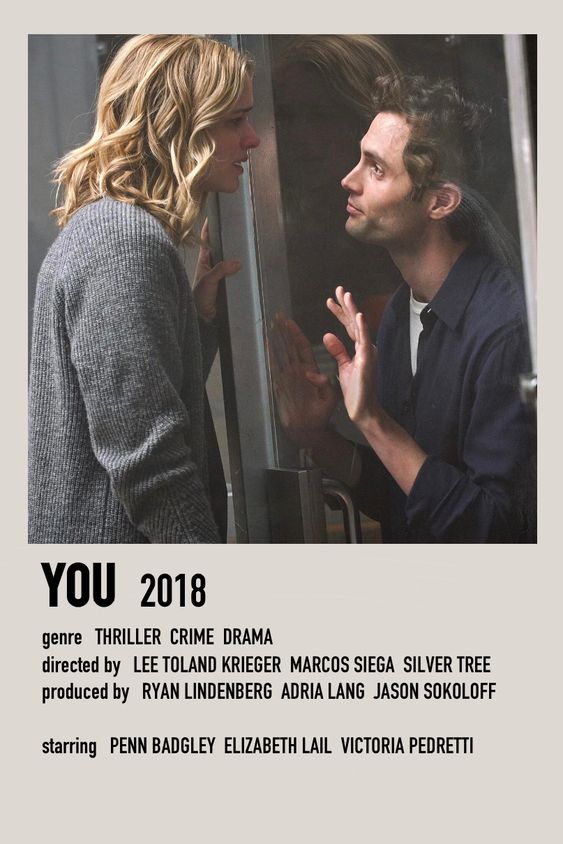 YOU 2018
genre THRILLER CRIME DRAMA
directed by LEE TOLAND KRIEGER MARCOS SIEGA SILVER TREE
produced by RYAN LINDENBERG ADRIA LANG JASON SOKOLOFF
starring PENN BADGLEY ELIZABETH LAIL VICTORIA PEDRETTI